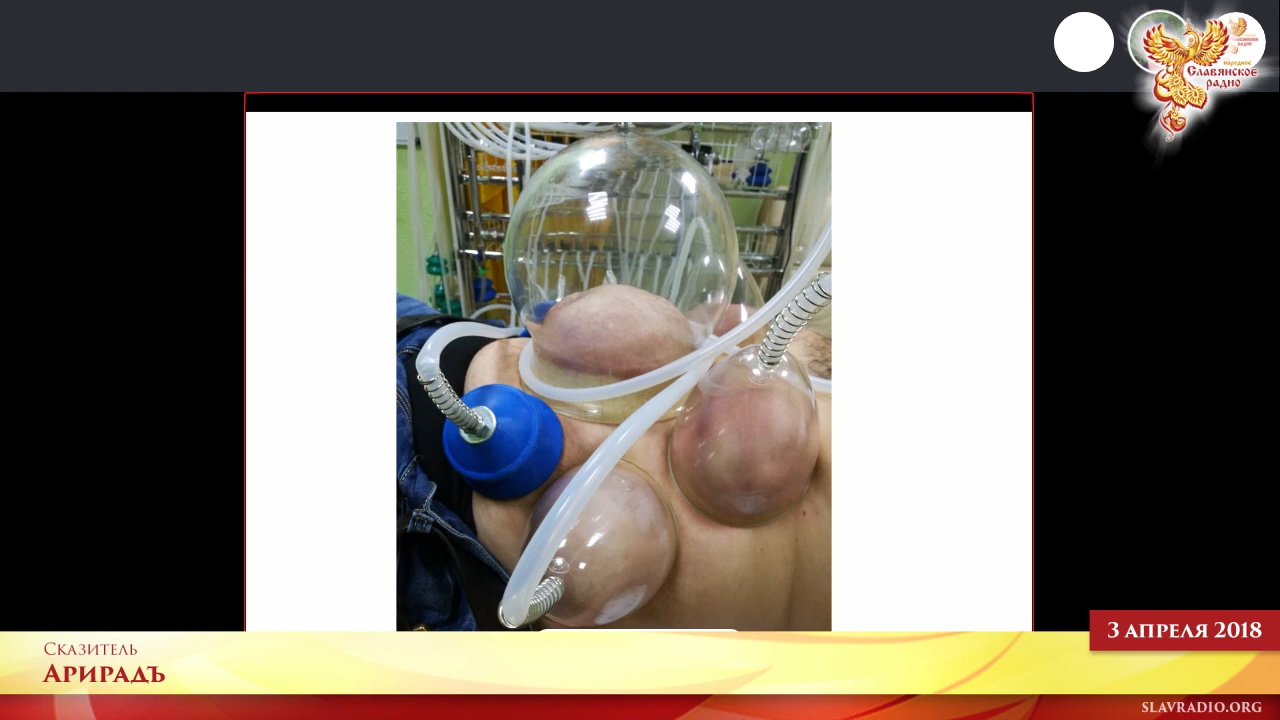 народное
Славянское
радио
3 апреля 2018
Сказитель
Арирадъ
SLAVRADIO.ORG